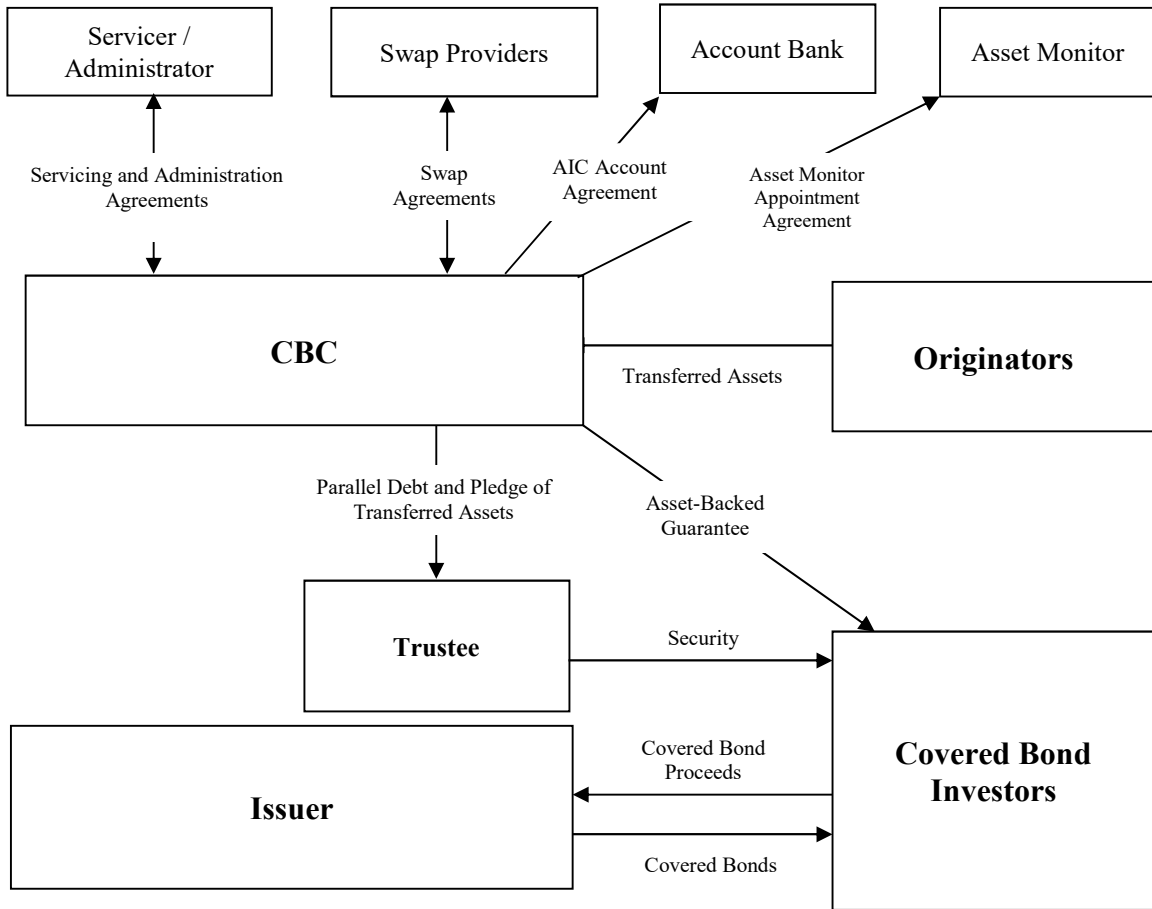 Servicer /
Administrator
Swap Providers
Account Bank
Asset Monitor
Servicing and Administration
Agreements
Swap
Agreements
AIC Account
Agreement
Asset Monitor
Appointment
Agreement
CBC
Originators
Transferred Assets
Parallel Debt and Pledge of
Transferred Assets
Asset-Backed
Guarantee
Trustee
Security
Issuer
Covered Bond
Proceeds
Covered Bonds
Covered Bond
Investors